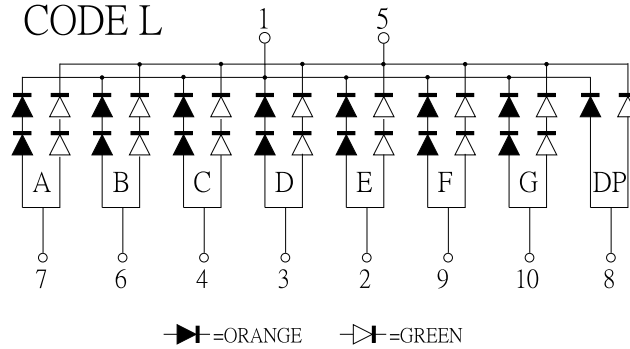 CODE L
1 5
A B C D E F G DP
7 6 4 3 2 9 10 8
=ORANGE =GREEN